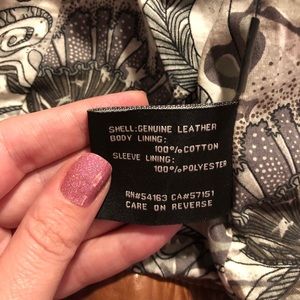 SHELL:GENUINE LEATHER
BODY LINING:
100%COTTON
SLEEVE LINING:
100%POLYESTER
RN#54163 CA#57151
CARE ON REVERSE